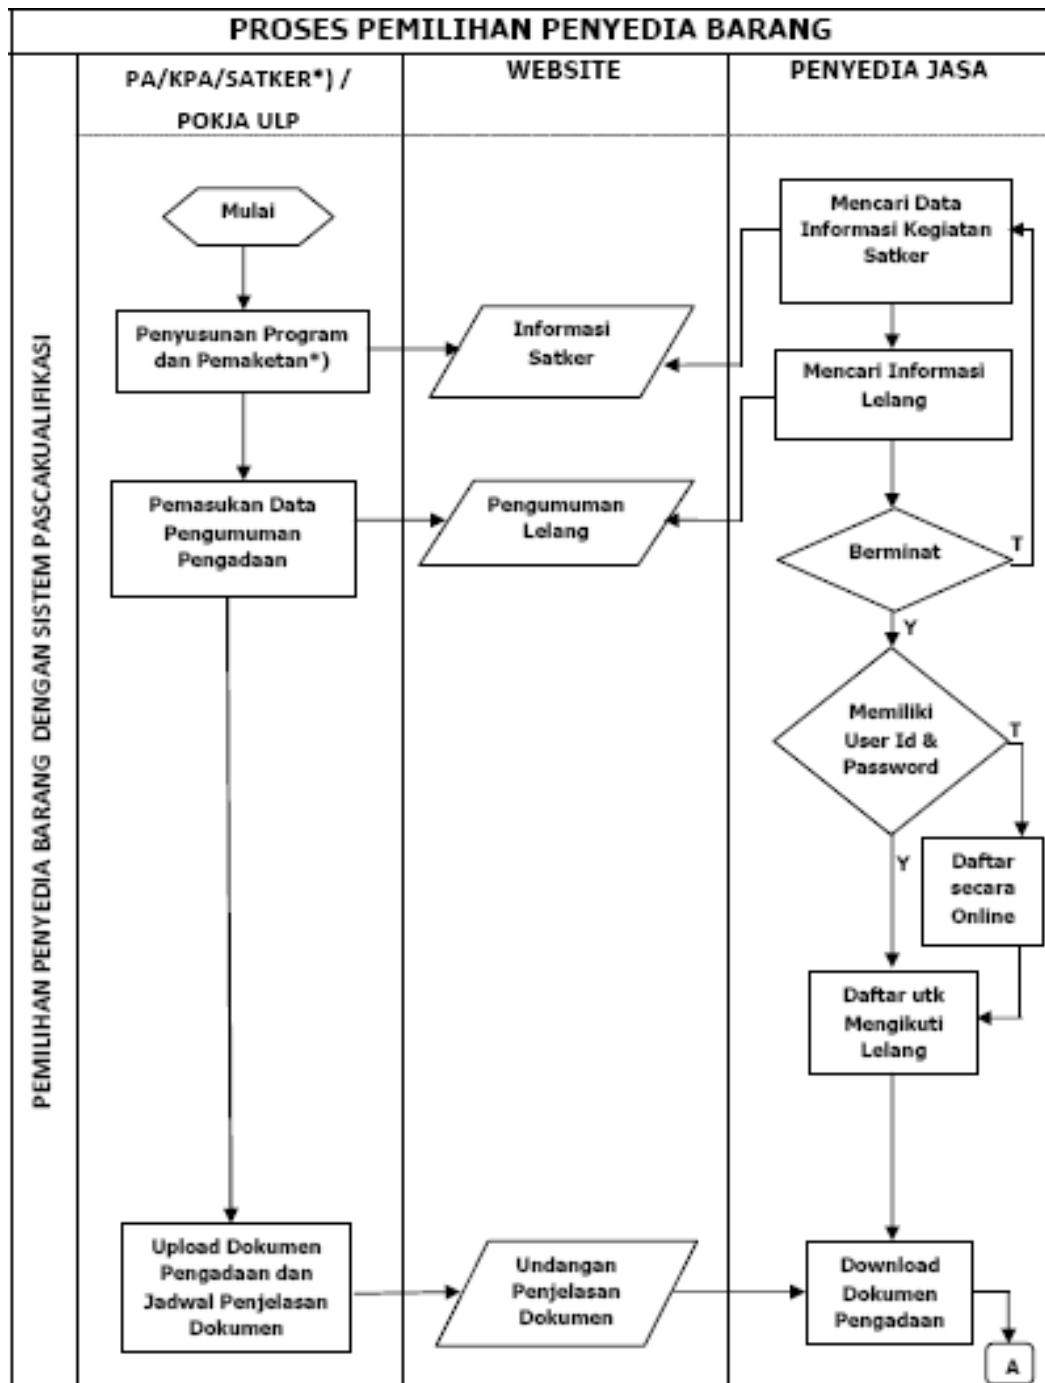 PROSES PEMILIHAN PENYEDIA BARANG
PEMILIHAN PENYEDIA BARANG DENGAN SISTEM PASCAKUALIFIKASI
PA/KPA/SATKER*) /
POKJA ULP
WEBSITE
PENYEDIA JASA
Mulai
Penyusunan Program
dan Pemaketan*)
Pemasukan Data
Pengumuman
Pengadaan
Upload Dokumen
Pengadaan dan
Jadwal Penjelasan
Dokumen
Informasi
Satker
Pengumuman
Lelang
Undangan
Penjelasan
Dokumen
Mencari Data
Informasi Kegiatan
Satker
Mencari Informasi
Lelang
Berminat
T
Y
Memiliki
User Id &
Password
T
Y
Daftar
secara
Online
Daftar utk
Mengikuti
Lelang
Download
Dokumen
Pengadaan
A